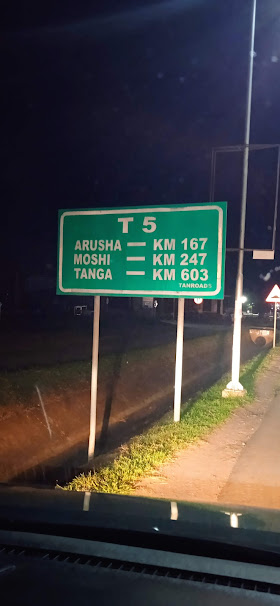 T 5
ARUSHA — KM 167
MOSHI — KM 247
TANGA — KM 603
TANROADS